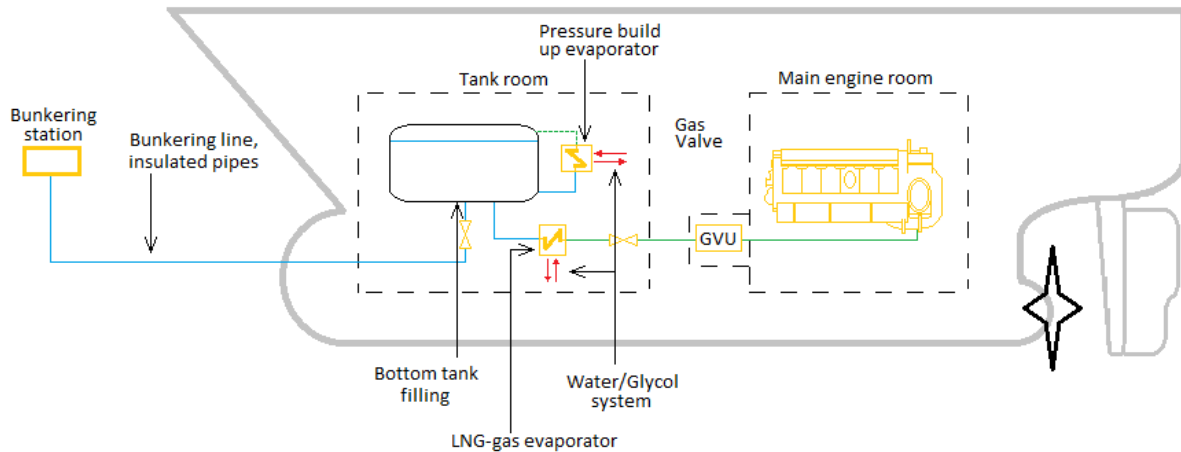 Pressure build
up evaporator
Tank room
Main engine room
Bunkering
station
Bunkering line,
insulated pipes
Gas
Valve
GVU
Bottom tank
filling
Water/Glycol
system
LNG-gas evaporator